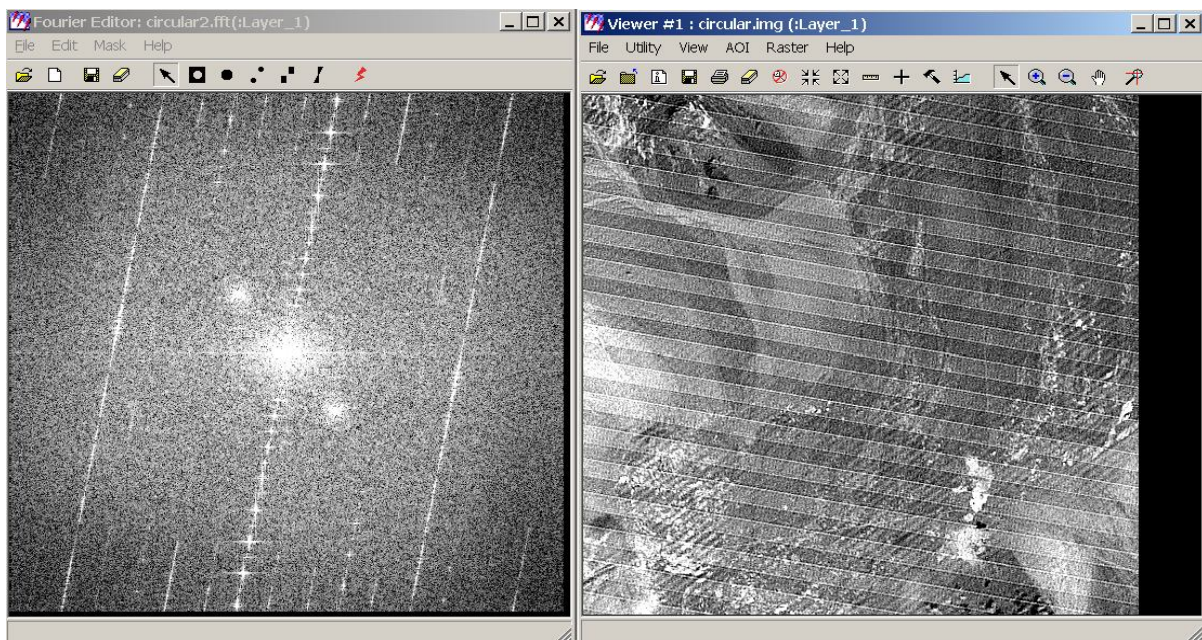 Fourier Editor: circular2.fft(:Layer_1)
File Edit Mask Help
Viewer #1 : circular.img (:Layer_1)
File Utility View AOI Raster Help